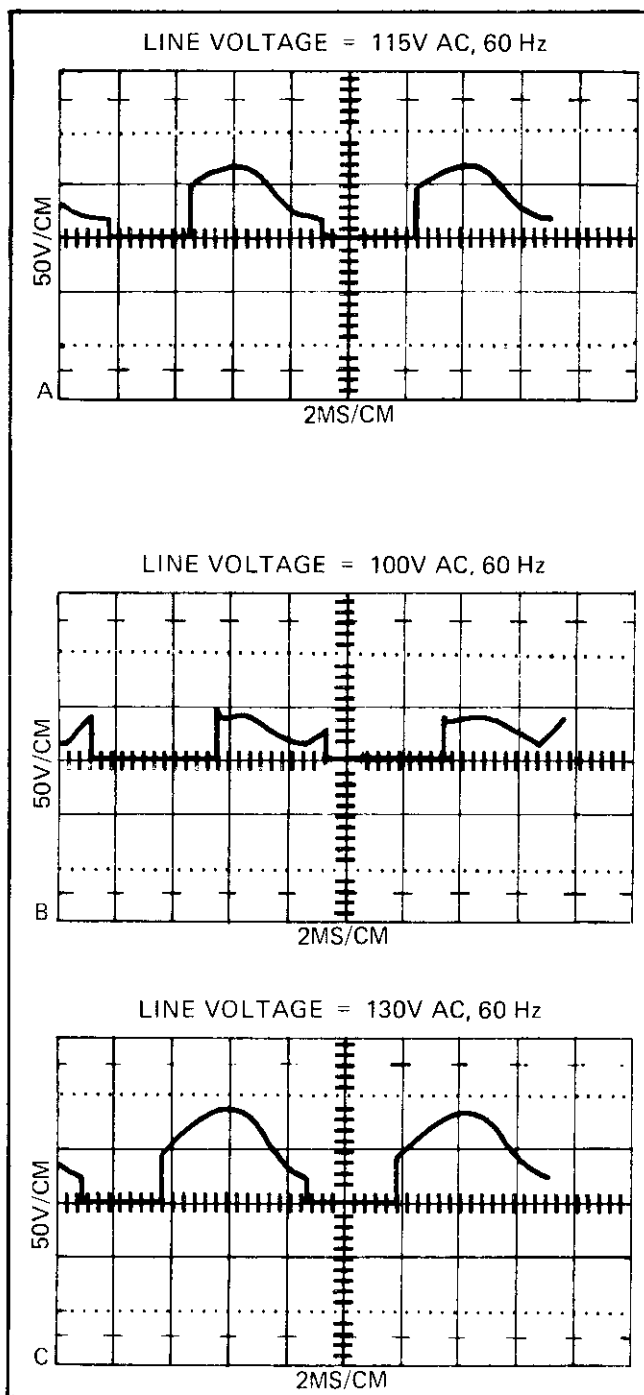 LINE VOLTAGE = 115V AC, 60 Hz
50V/CM
A
2MS/CM
LINE VOLTAGE = 100V AC, 60 Hz
50V/CM
B
2MS/CM
LINE VOLTAGE = 130V AC, 60 Hz
50V/CM
C
2MS/CM